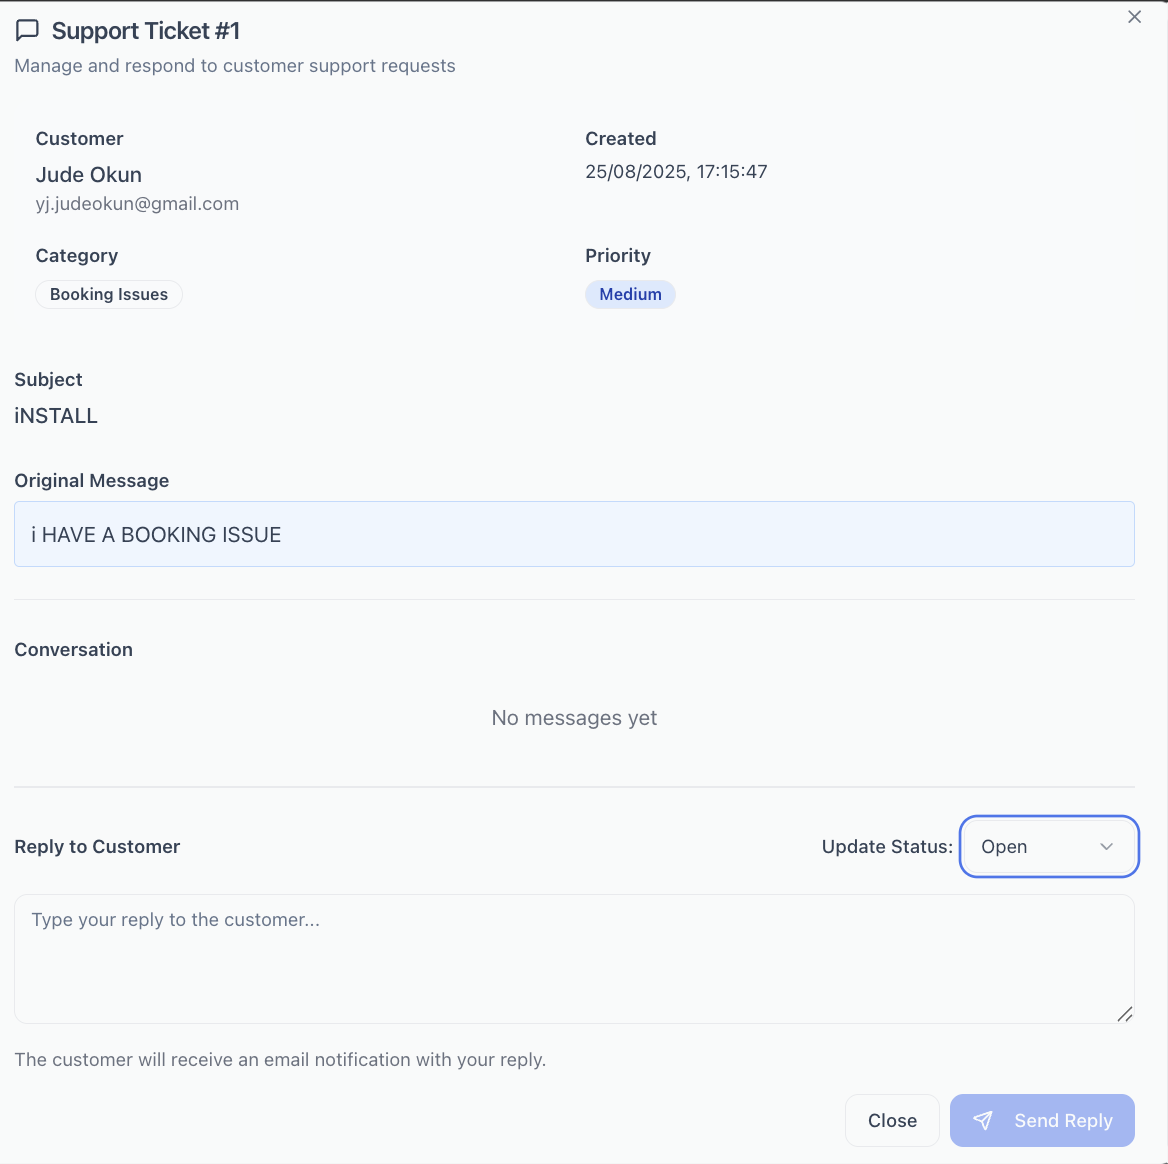 Support Ticket #1
Manage and respond to customer support requests
Customer
Jude Okun
yj.judeokun@gmail.com
Created
25/08/2025, 17:15:47
Category
Booking Issues
Priority
Medium
Subject
iNSTALL
Original Message
i HAVE A BOOKING ISSUE
Conversation
No messages yet
Reply to Customer
Update Status:
Open
Type your reply to the customer...
The customer will receive an email notification with your reply.
Close
Send Reply